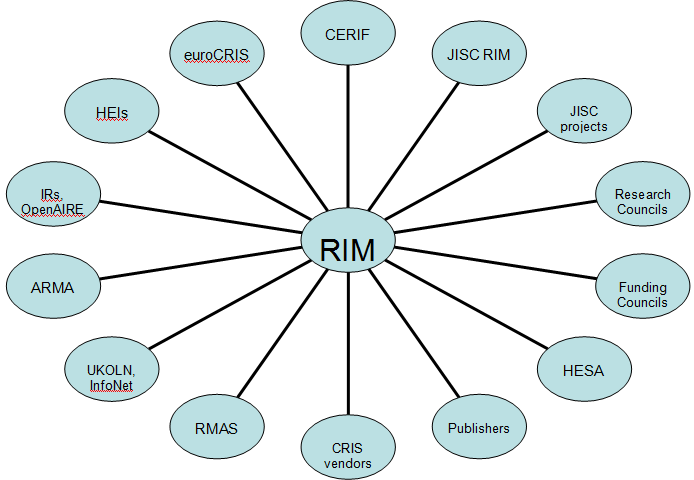 CERIF
euroCRIS
JISC RIM
HEIs
JISC
projects
IRs,
OpenAIRE
Research
Councils
RIM
ARMA
Funding
Councils
UKOLN,
InfoNet
HESA
RMAS
Publishers
CRIS
vendors